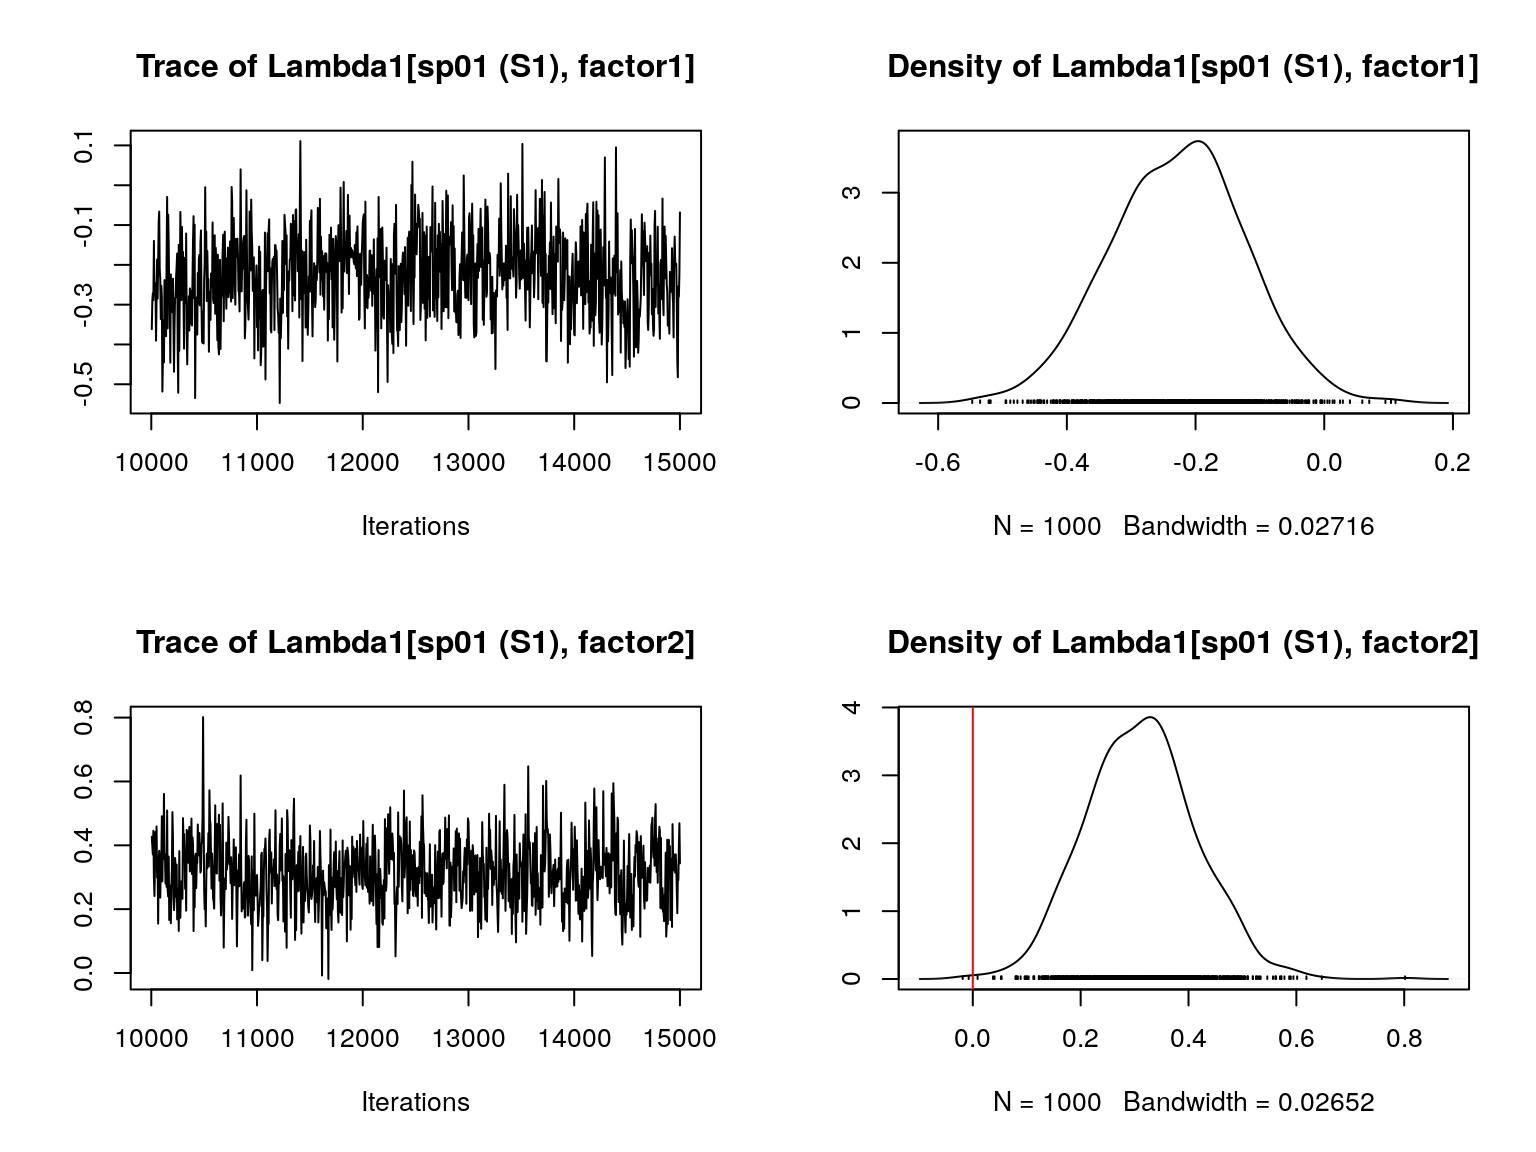 Trace of Lambda1[sp01 (S1), factor1]
0.1
-0.1
-0.3
-0.5
10000 11000 12000 13000 14000 15000
Iterations
Density of Lambda1[sp01 (S1), factor1]
3
2
1
0
-0.6 -0.4 -0.2 0.0 0.2
N = 1000 Bandwidth = 0.02716
Trace of Lambda1[sp01 (S1), factor2]
0.8
0.6
0.4
0.2
0.0
10000 11000 12000 13000 14000 15000
Iterations
Density of Lambda1[sp01 (S1), factor2]
4
3
2
1
0
0.0 0.2 0.4 0.6 0.8
N = 1000 Bandwidth = 0.02652